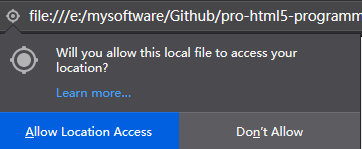 file:///e:/mysoftware/Github/pro-html5-programm
Will you allow this local file to access your
location?
Learn more...
Allow Location Access
Don't Allow